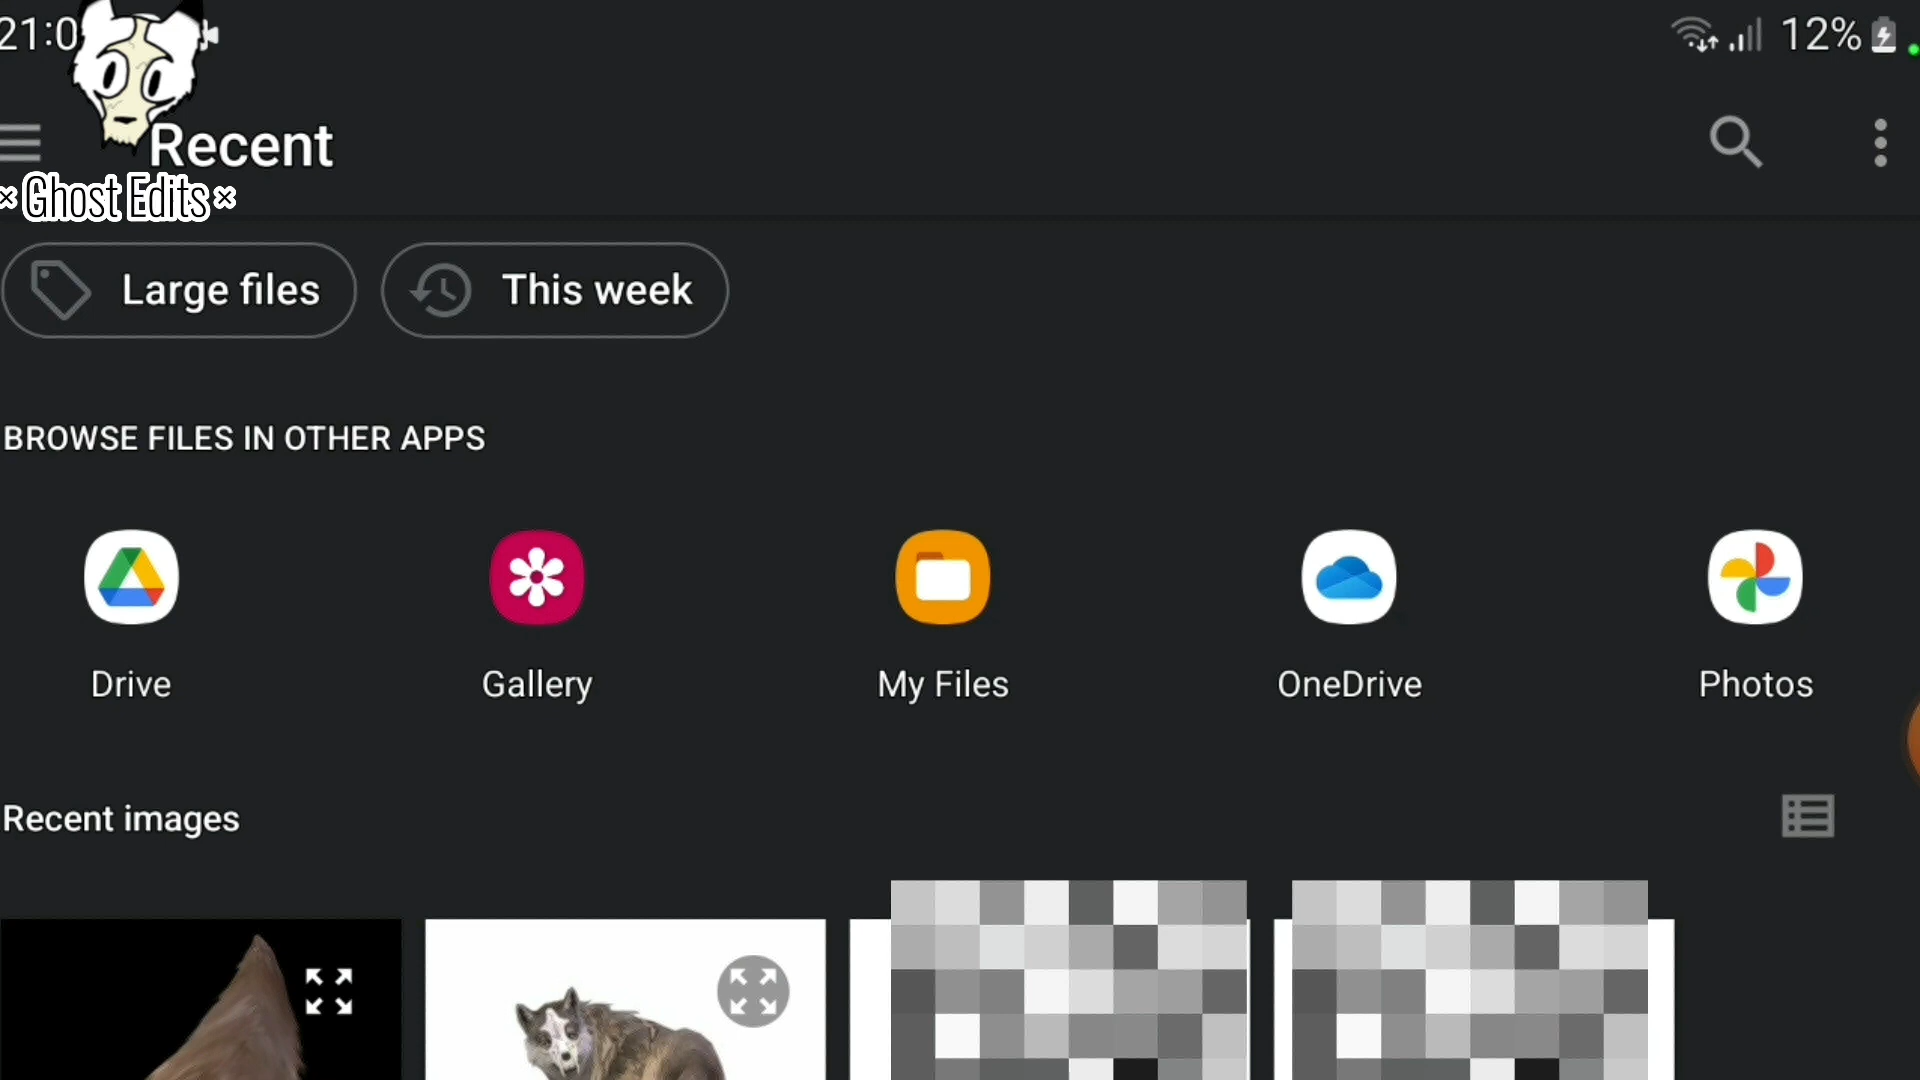 21:0
12%
Recent
× Ghost Edits ×
Large files
This week
BROWSE FILES IN OTHER APPS
Drive
Gallery
My Files
OneDrive
Photos
Recent images